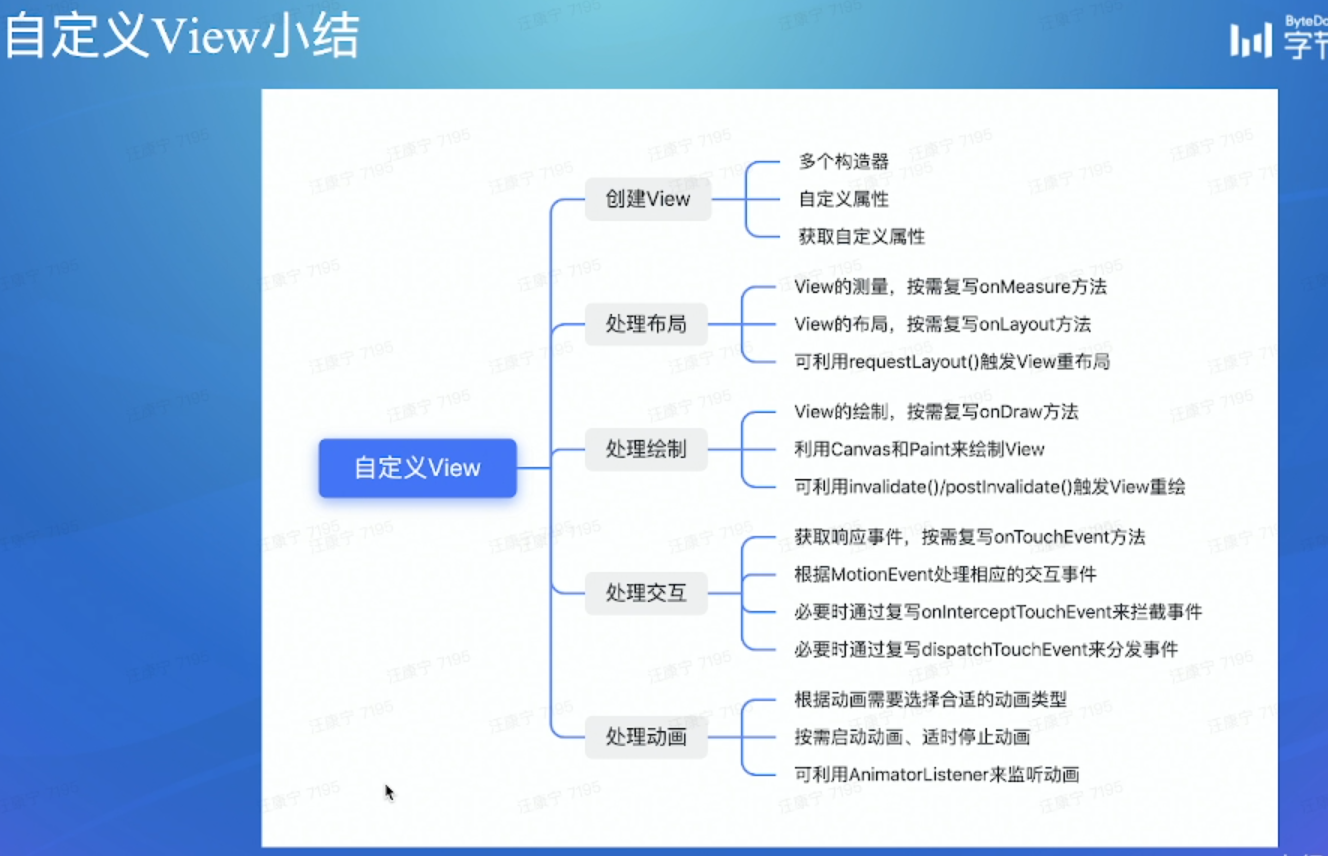 自定义View小结
ByteDa
字节
创建View
多个构造器
自定义属性
获取自定义属性
处理布局
View的测量，按需复写onMeasure方法
View的布局，按需复写onLayout方法
可利用requestLayout()触发View重布局
处理绘制
View的绘制，按需复写onDraw方法
利用Canvas和Paint来绘制View
可利用invalidate()/postInvalidate()触发View重绘
自定义View
处理交互
获取响应事件，按需复写onTouchEvent方法
根据MotionEvent处理相应的交互事件
必要时通过复写onInterceptTouchEvent来拦截事件
必要时通过复写dispatchTouchEvent来分发事件
处理动画
根据动画需要选择合适的动画类型
按需启动动画、适时停止动画
可利用AnimatorListener来监听动画
汪康宁 7195